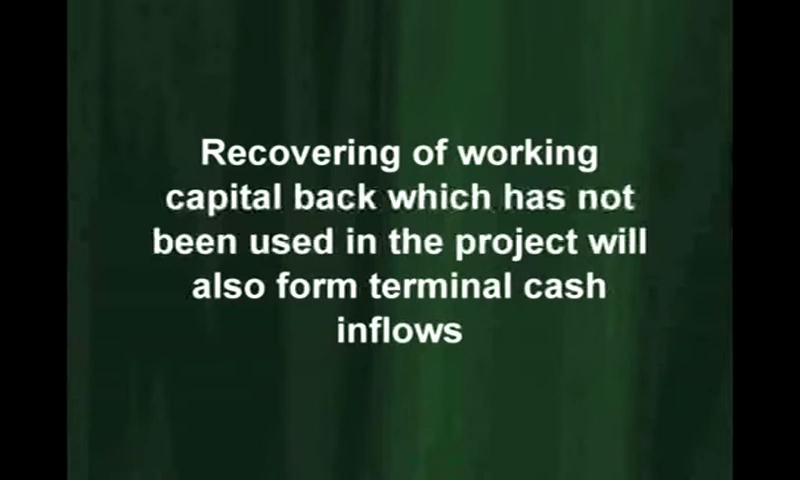 Recovering of working
capital back which has not
been used in the project will
also form terminal cash
inflows